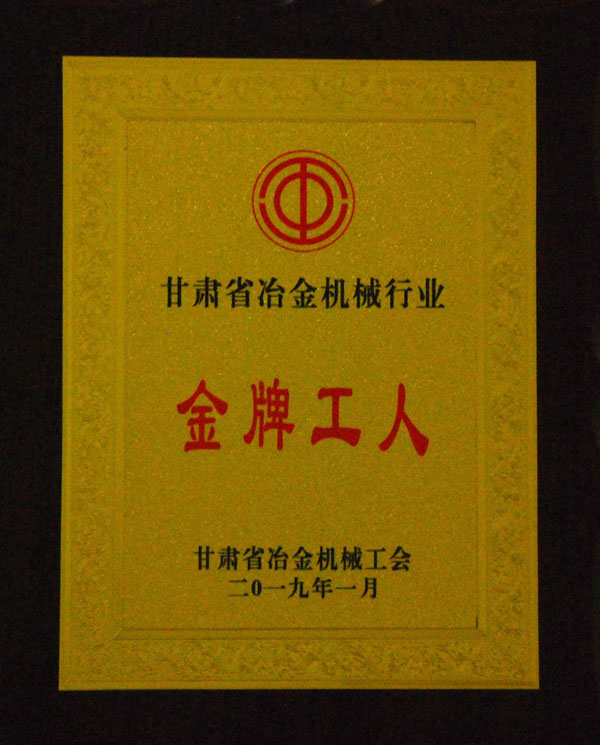 甘肃省冶金机械行业
金牌工人
甘肃省冶金机械工会
二0一九年一月